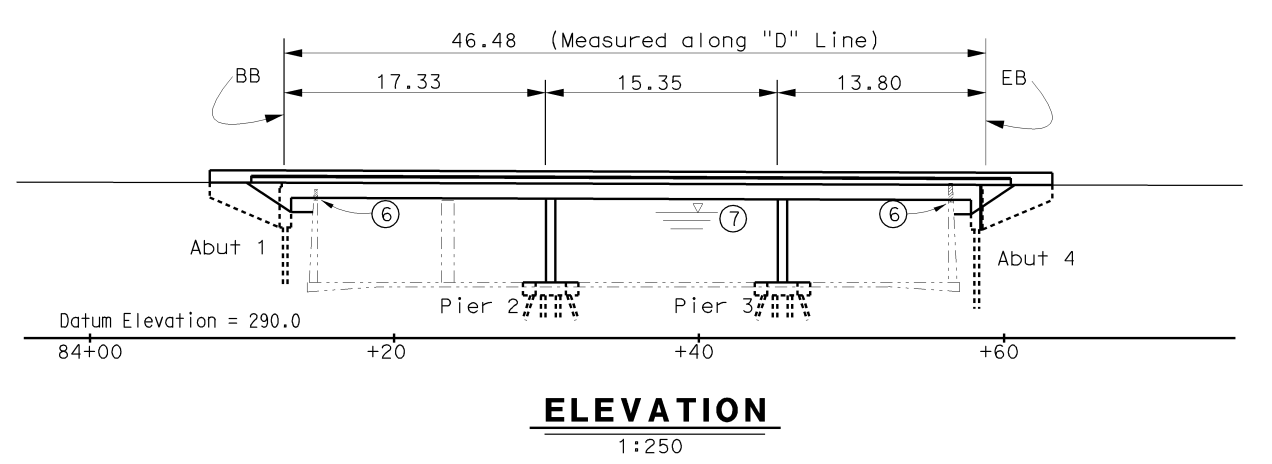 46.48 (Measured along "D" Line)
BB
17.33
15.35
13.80
EB
6
7
6
Abut 1
Abut 4
Pier 2
Pier 3
Datum Elevation = 290.0
84+00
+20
+40
+60
ELEVATION
1:250